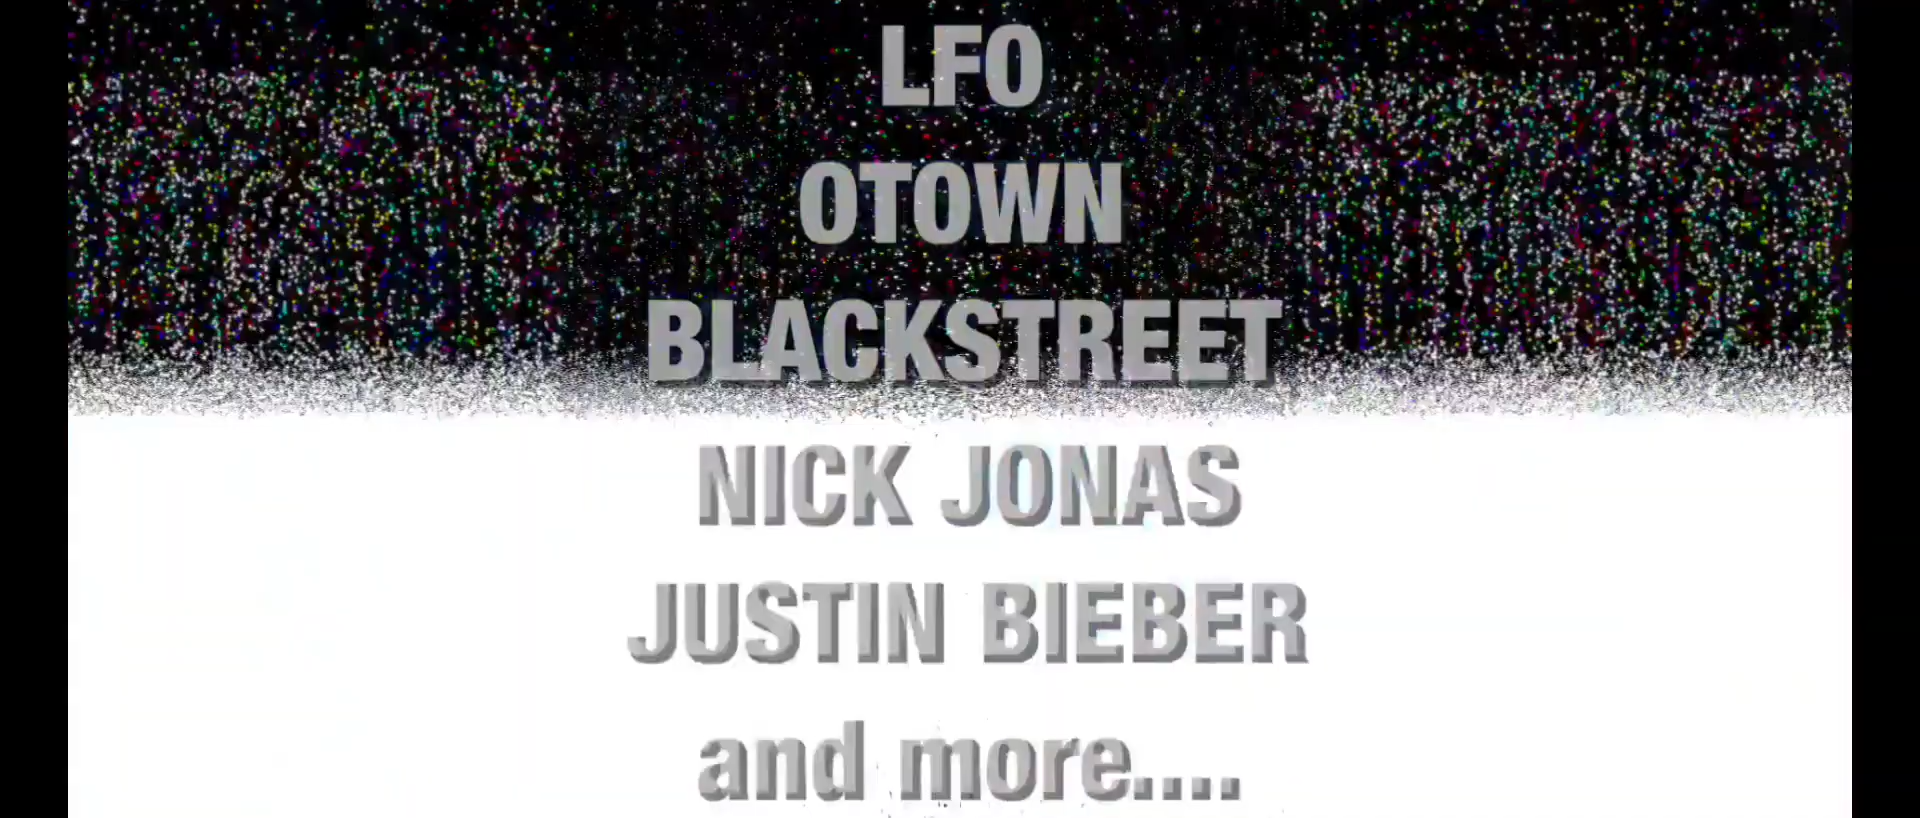 LFO
OTOWN
BLACKSTREET
NICK JONAS
JUSTIN BIEBER
and more....